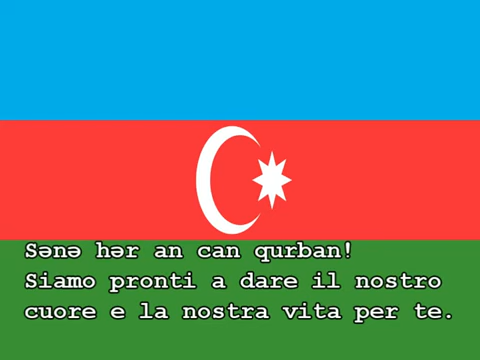 Sənə hər an can qurban!
Siamo pronti a dare il nostro
cuore e la nostra vita per te.